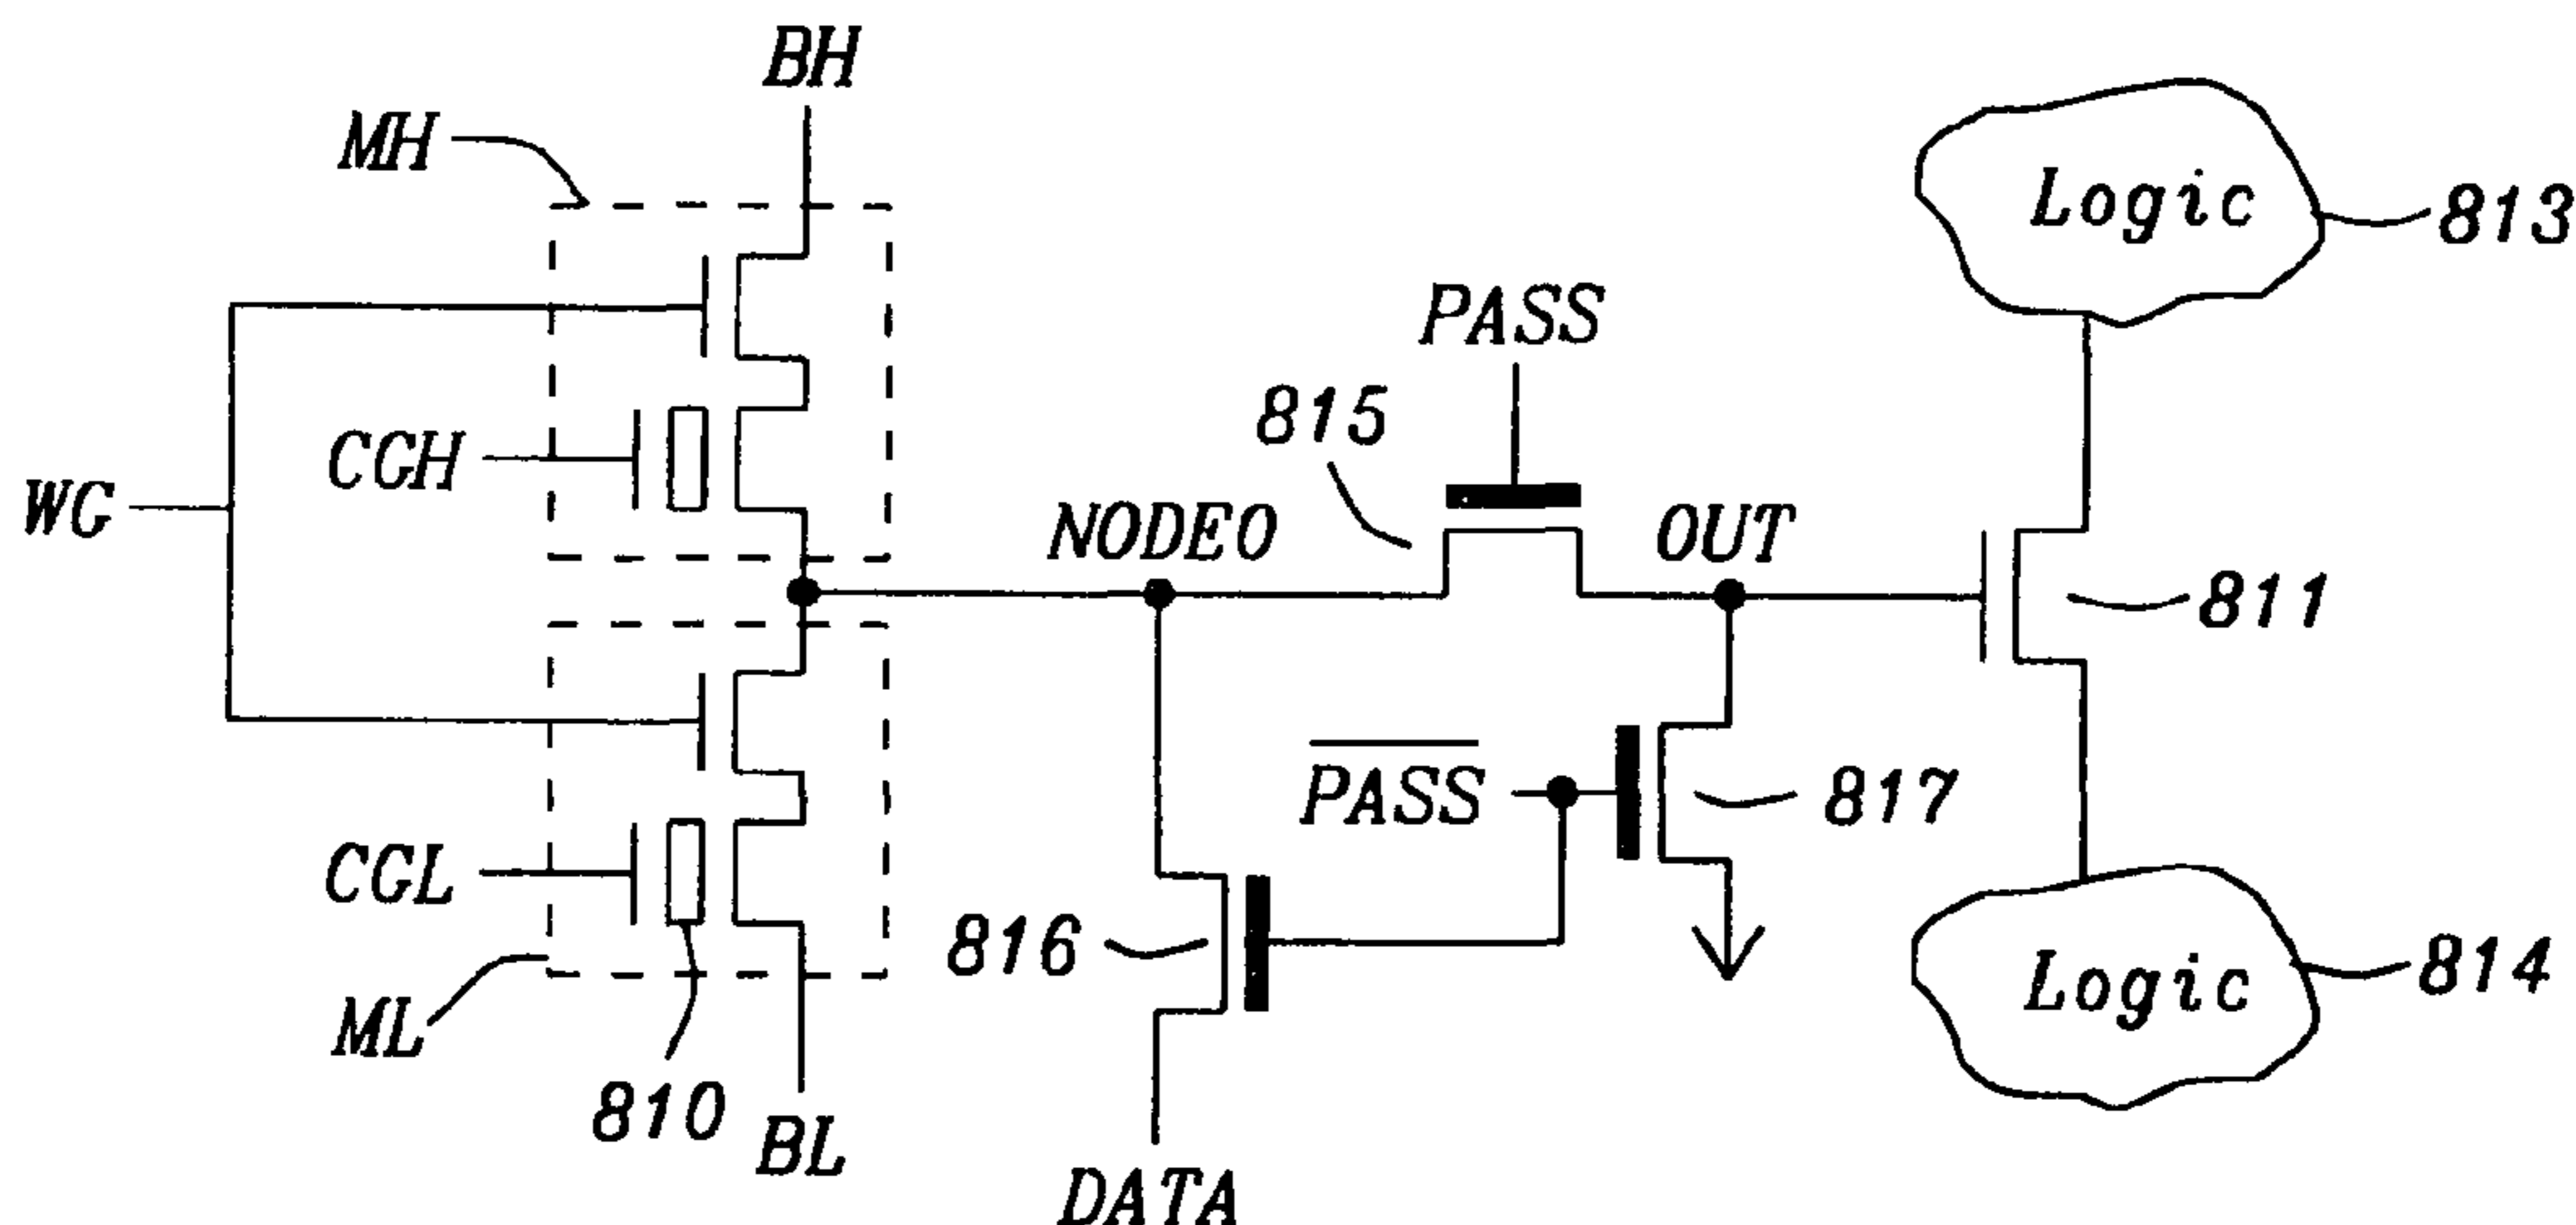 BH
MH
Logic
813
PASS
815
CGH
WG
NODEO
OUT
811
PASS
817
CGL
816
Logic
814
ML
810
BL
DATA